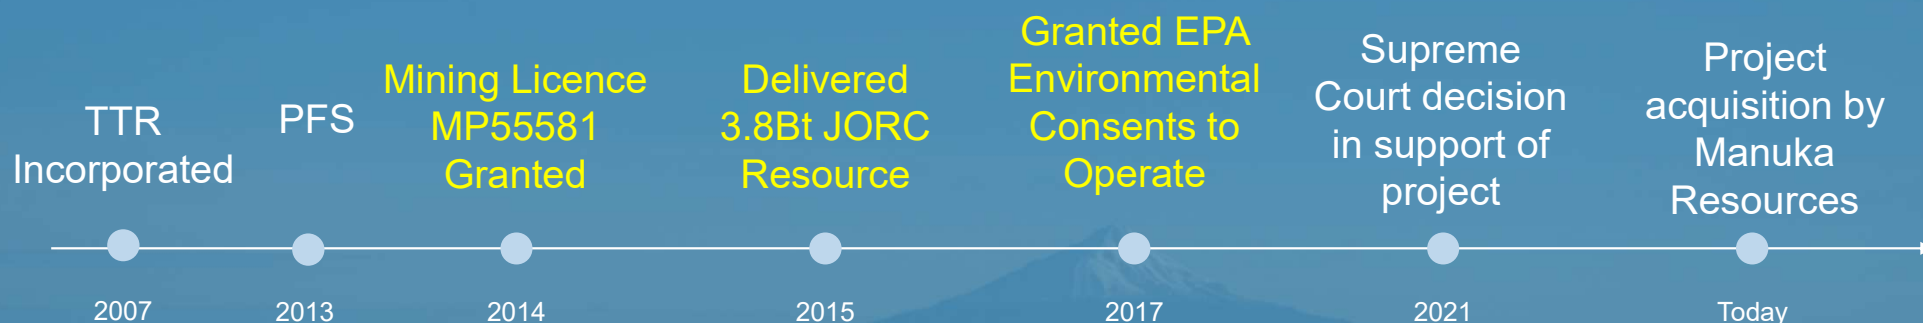 TTR
Incorporated
PFS
Mining Licence
MP55581
Granted
Delivered
3.8Bt JORC
Resource
Granted EPA
Environmental
Consents to
Operate
Supreme
Court decision
in support of
project
Project
acquisition by
Manuka
Resources
2007
2013
2014
2015
2017
2021
Today